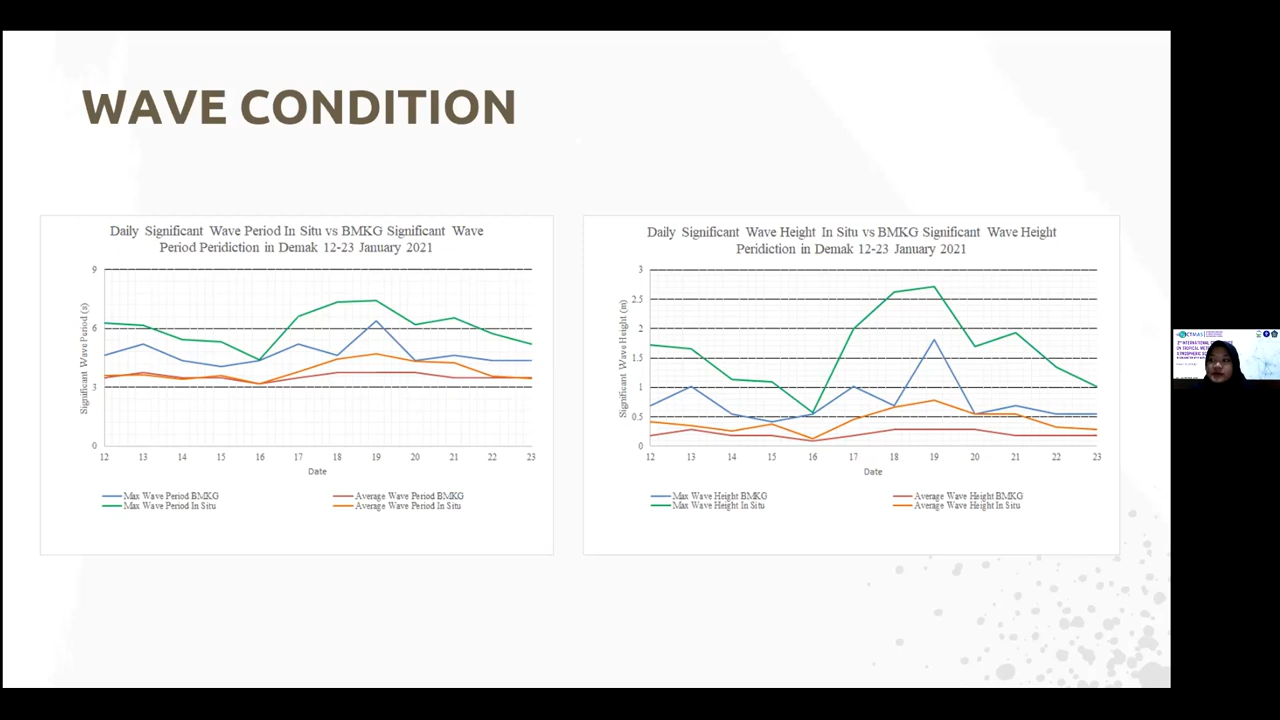 WAVE CONDITION
Daily Significant Wave Period In Situ vs BMKG Significant Wave
Period Peridiction in Demak 12-23 January 2021
9
6
3
0
Significant Wave Period (s)
12 13 14 15 16 17 18 19 20 21 22 23
Date
Max Wave Period BMKG
Average Wave Period BMKG
Max Wave Period In Situ
Average Wave Period In Situ
Daily Significant Wave Height In Situ vs BMKG Significant Wave Height
Peridiction in Demak 12-23 January 2021
3
2.5
2
1.5
1
0.5
0
Significant Wave Height (m)
12 13 14 15 16 17 18 19 20 21 22 23
Date
Max Wave Height BMKG
Average Wave Height BMKG
Max Wave Height In Situ
Average Wave Height In Situ